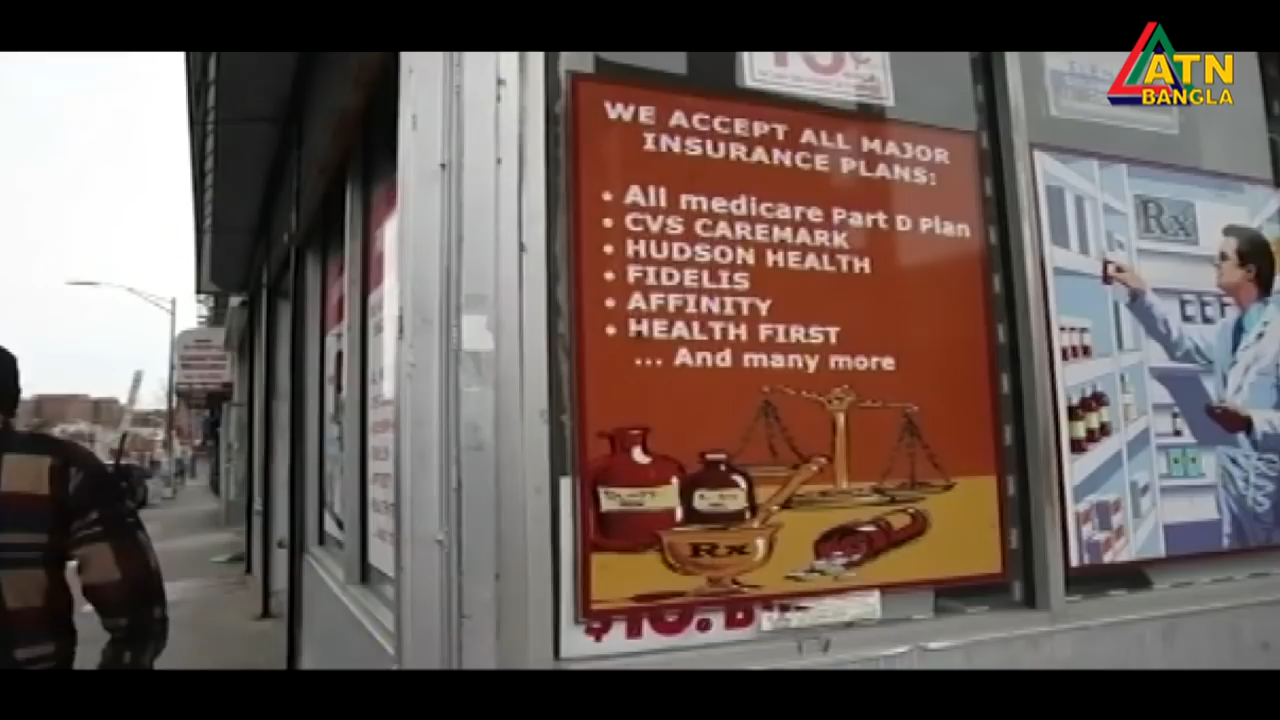 ATN
BANGLA
WE ACCEPT ALL MAJOR
INSURANCE PLANS:
• All medicare Part D Plan
• CVS CAREMARK
• HUDSON HEALTH
• FIDELIS
• AFFINITY
• HEALTH FIRST
... And many more
Rx
Rx